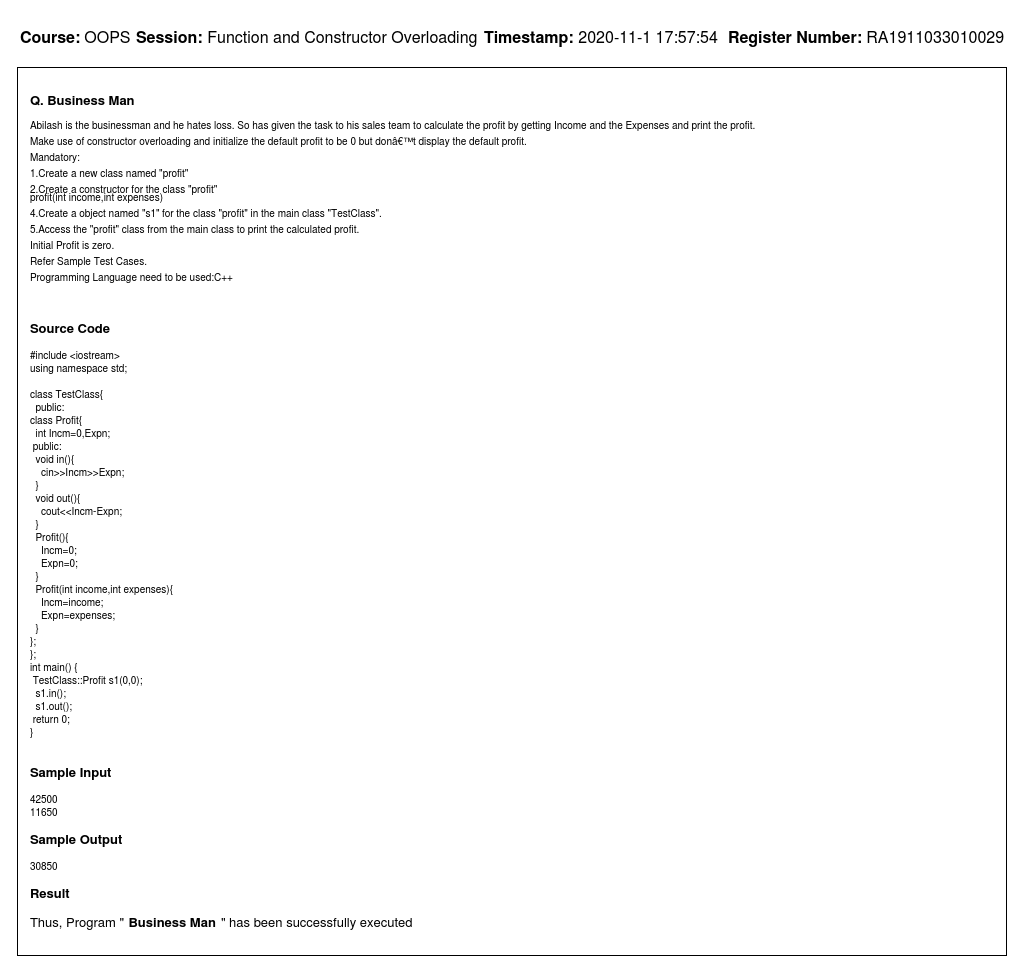 Course: OOPS Session: Function and Constructor Overloading Timestamp: 2020-11-1 17:57:54 Register Number: RA1911033010029
Q. Business Man
Abilash is the businessman and he hates loss. So has given the task to his sales team to calculate the profit by getting Income and the Expenses and print the profit.
Make use of constructor overloading and initialize the default profit to be 0 but donâ€™t display the default profit.
Mandatory:
1.Create a new class named "profit"
2.Create a constructor for the class "profit"
profit(int income,int expenses)
4.Create a object named "s1" for the class "profit" in the main class "TestClass".
5.Access the "profit" class from the main class to print the calculated profit.
Initial Profit is zero.
Refer Sample Test Cases.
Programming Language need to be used:C++
Source Code
#include <iostream>
using namespace std;
class TestClass{
public:
class Profit{
int Incm=0,Expn;
public:
void in(){
cin>>Incm>>Expn;
}
void out(){
cout<<Incm-Expn;
}
Profit(){
Incm=0;
Expn=0;
}
Profit(int income,int expenses){
Incm=income;
Expn=expenses;
}
};
};
int main() {
TestClass::Profit s1(0,0);
s1.in();
s1.out();
return 0;
}
Sample Input
42500
11650
Sample Output
30850
Result
Thus, Program " Business Man " has been successfully executed